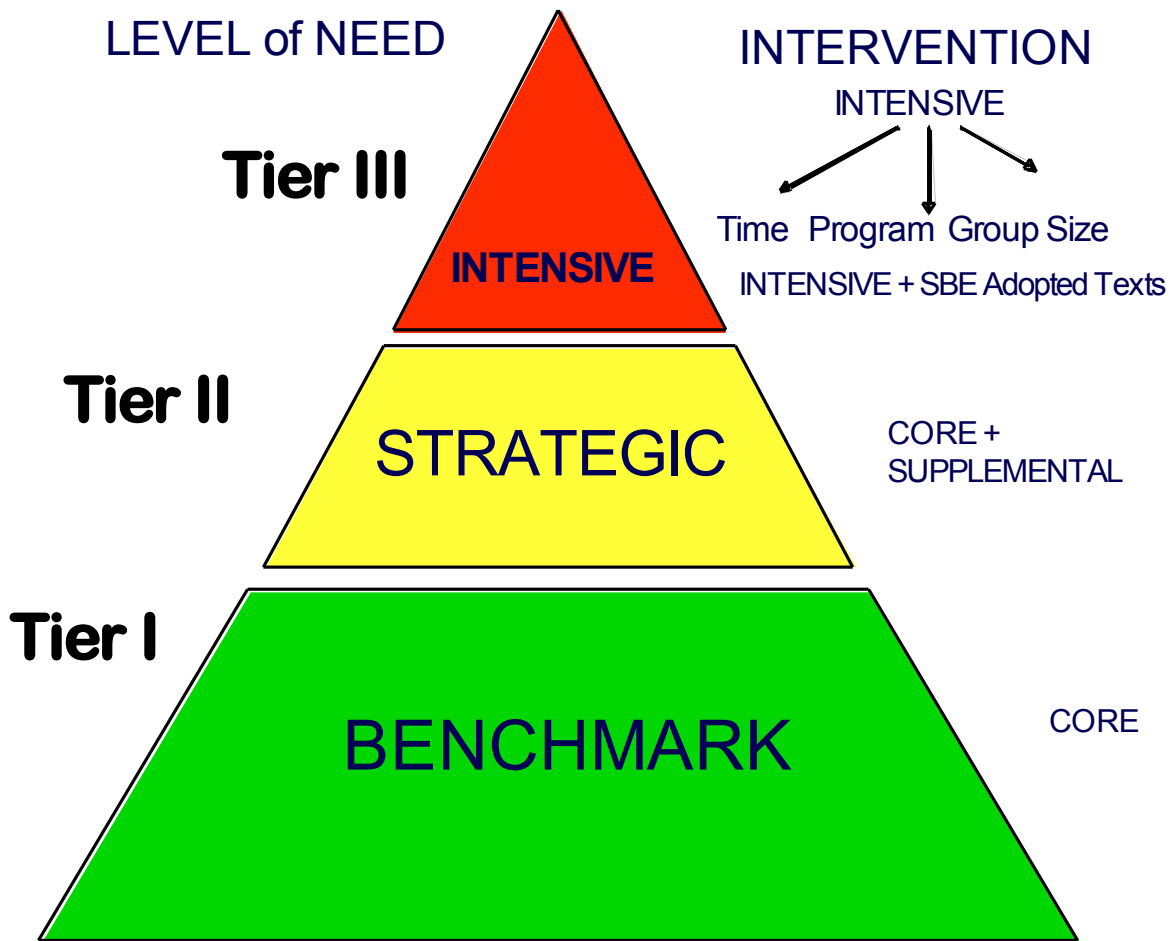 LEVEL of NEED
INTERVENTION
INTENSIVE
Tier III
Time Program Group Size
INTENSIVE
INTENSIVE + SBE Adopted Texts
Tier II
STRATEGIC
CORE +
SUPPLEMENTAL
Tier I
BENCHMARK
CORE